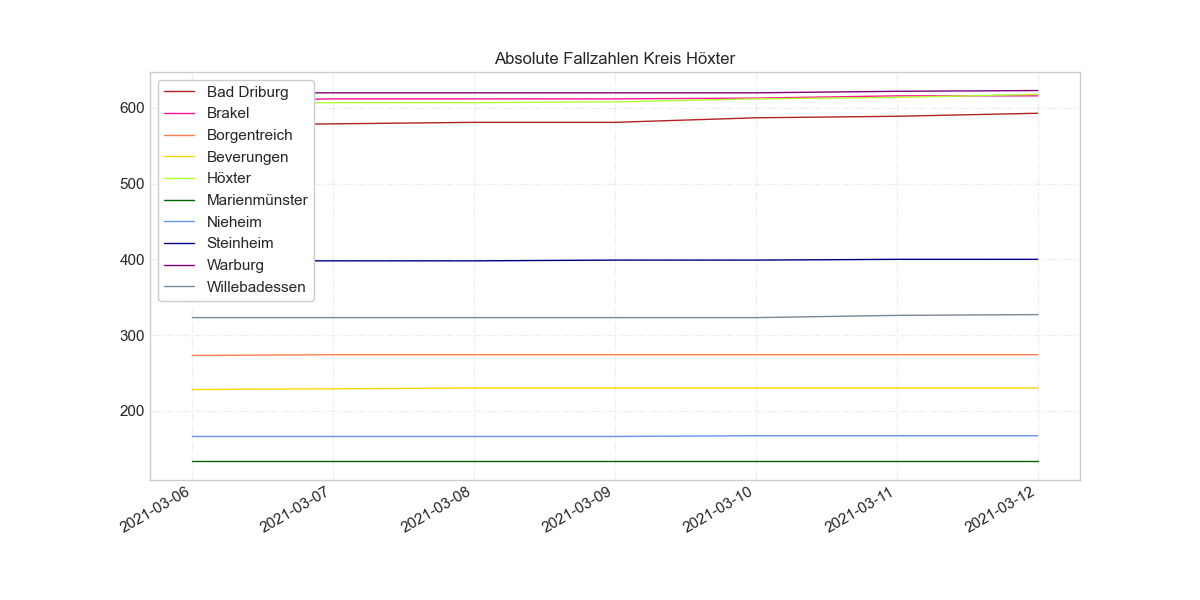 Absolute Fallzahlen Kreis Höxter
Bad Driburg
Brakel
Borgentreich
Beverungen
Höxter
Marienmünster
Nieheim
Steinheim
Warburg
Willebadessen
600
500
400
300
200
2021-03-06
2021-03-07
2021-03-08
2021-03-09
2021-03-10
2021-03-11
2021-03-12